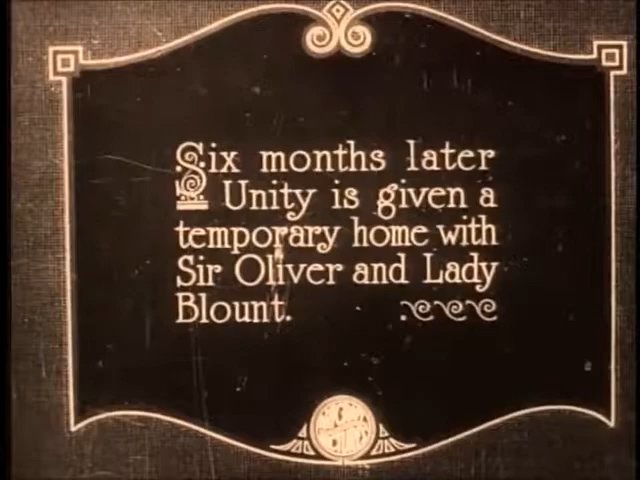 Six months later
Unity is given a
temporary home with
Sir Oliver and Lady
Blount.